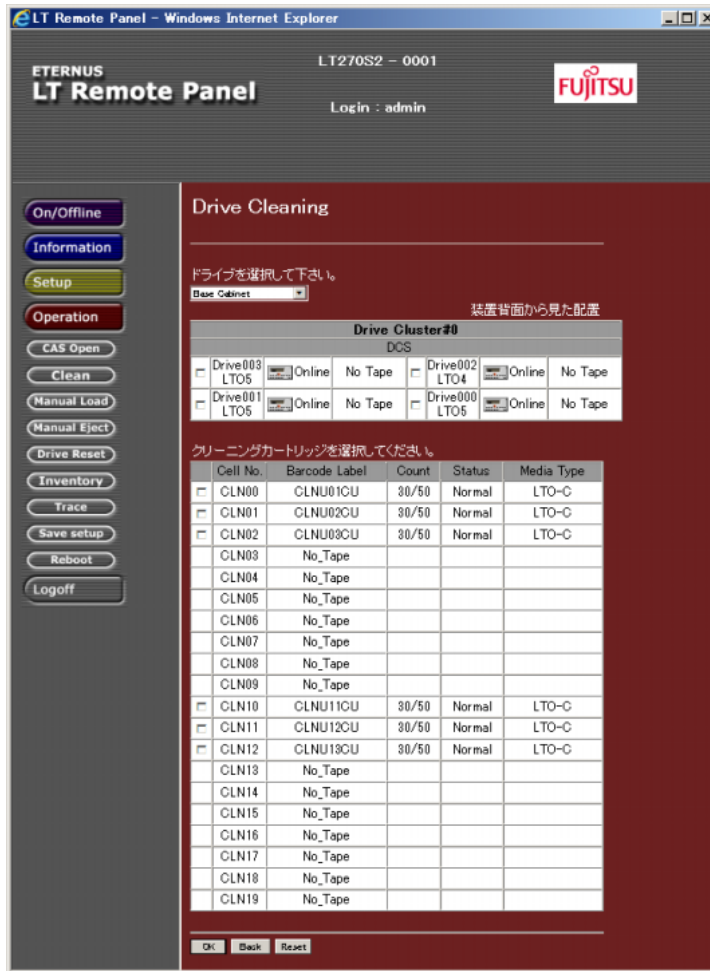 LT Remote Panel - Windows Internet Explorer
ETERNUS
LT Remote Panel
LT270S2 - 0001
Login : admin
FUJITSU
On/Offline
Information
Setup
Operation
CAS Open
Clean
Manual Load
Manual Eject
Drive Reset
Inventory
Trace
Save setup
Reboot
Logoff
Drive Cleaning
ドライブを選択して下さい。
Base Cabinet
装置背面から見た配置
Drive Cluster#0
DCS
Drive003 LTO5 Online No Tape Drive002 LTO4 Online No Tape
Drive001 LTO5 Online No Tape Drive000 LTO5 Online No Tape
クリーニングカートリッジを選択してください。
Cell No. Barcode Label Count Status Media Type
CLN00 CLNU01CU 30/50 Normal LTO-C
CLN01 CLNU02CU 30/50 Normal LTO-C
CLN02 CLNU03CU 30/50 Normal LTO-C
CLN03 No_Tape
CLN04 No_Tape
CLN05 No_Tape
CLN06 No_Tape
CLN07 No_Tape
CLN08 No_Tape
CLN09 No_Tape
CLN10 CLNU11CU 30/50 Normal LTO-C
CLN11 CLNU12CU 30/50 Normal LTO-C
CLN12 CLNU13CU 30/50 Normal LTO-C
CLN13 No_Tape
CLN14 No_Tape
CLN15 No_Tape
CLN16 No_Tape
CLN17 No_Tape
CLN18 No_Tape
CLN19 No_Tape
OK Back Reset